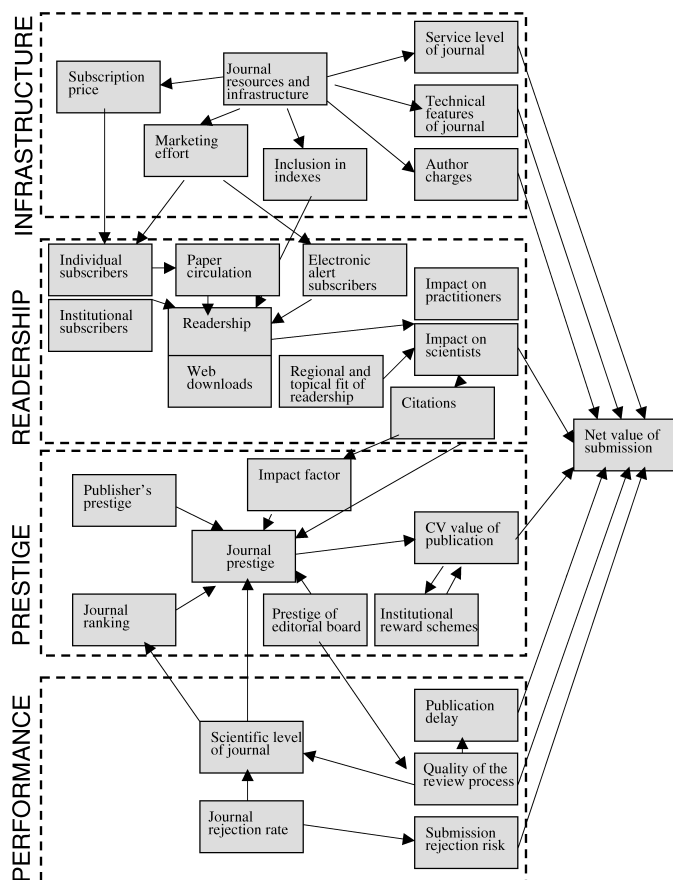 INFRASTRUCTURE
Subscription
price
Journal
resources and
infrastructure
Service level
of journal
Technical
features
of journal
Marketing
effort
Inclusion in
indexes
Author
charges
READERSHIP
Individual
subscribers
Paper
circulation
Electronic
alert
subscribers
Impact on
practitioners
Institutional
subscribers
Readership
Impact on
scientists
Web
downloads
Regional and
topical fit of
readership
Citations
Net value of
submission
PRESTIGE
Impact factor
Publisher's
prestige
CV value of
publication
Journal
prestige
Journal
ranking
Prestige of
editorial board
Institutional
reward schemes
PERFORMANCE
Publication
delay
Scientific level
of journal
Quality of the
review process
Journal
rejection rate
Submission
rejection risk